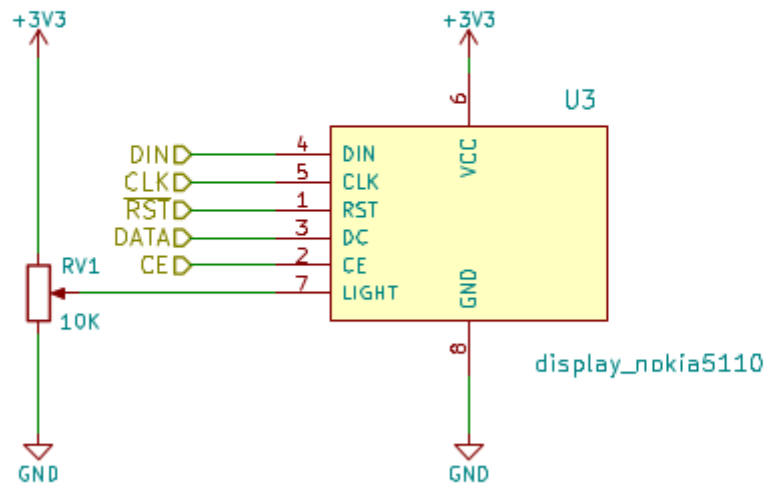 +3V3
+3V3
6
U3
VCC
DIN 4 DIN
CLK 5 CLK
RST 1 RST
DATA 3 DC
CE 2 CE
RV1
7 LIGHT
10K
GND
8
display_nokia5110
GND
GND